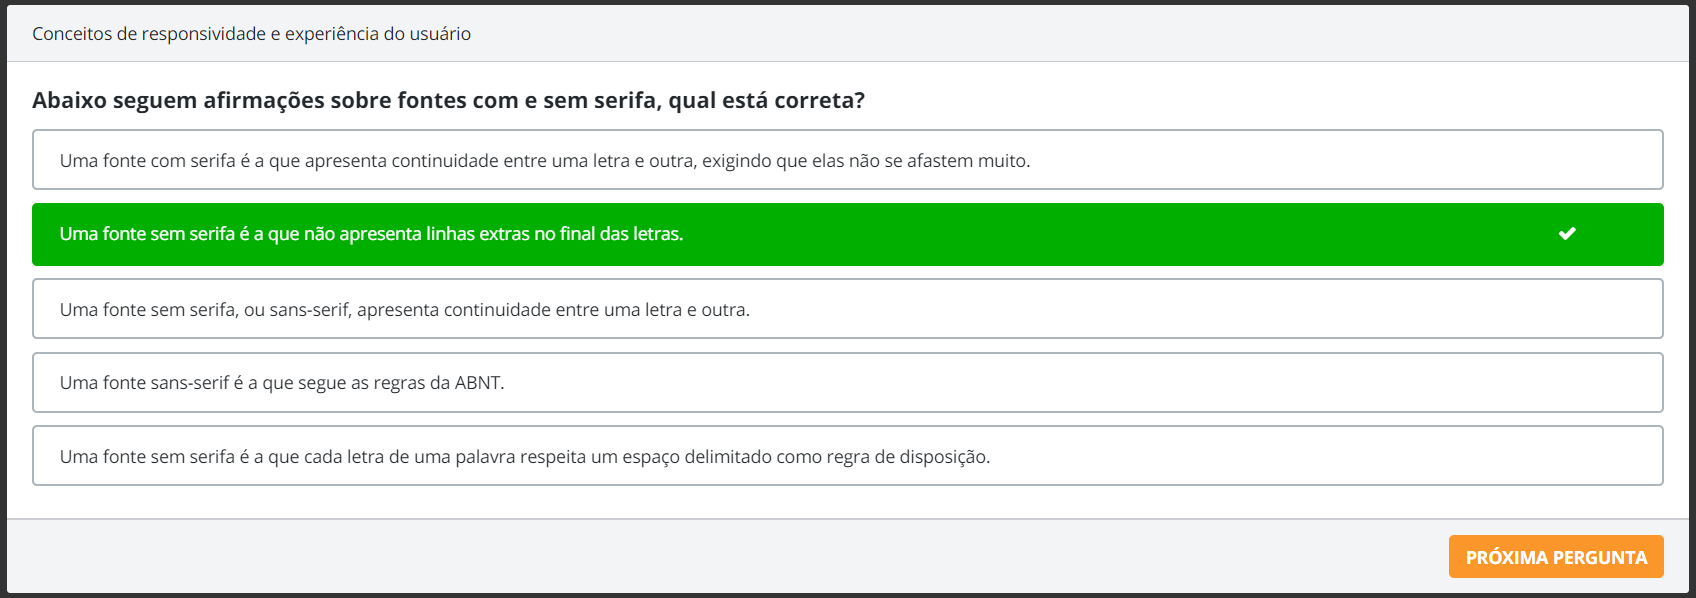 Conceitos de responsividade e experiência do usuário
Abaixo seguem afirmações sobre fontes com e sem serifa, qual está correta?
Uma fonte com serifa é a que apresenta continuidade entre uma letra e outra, exigindo que elas não se afastem muito.
Uma fonte sem serifa é a que não apresenta linhas extras no final das letras.
Uma fonte sem serifa, ou sans-serif, apresenta continuidade entre uma letra e outra.
Uma fonte sans-serif é a que segue as regras da ABNT.
Uma fonte sem serifa é a que cada letra de uma palavra respeita um espaço delimitado como regra de disposição.
PRÓXIMA PERGUNTA